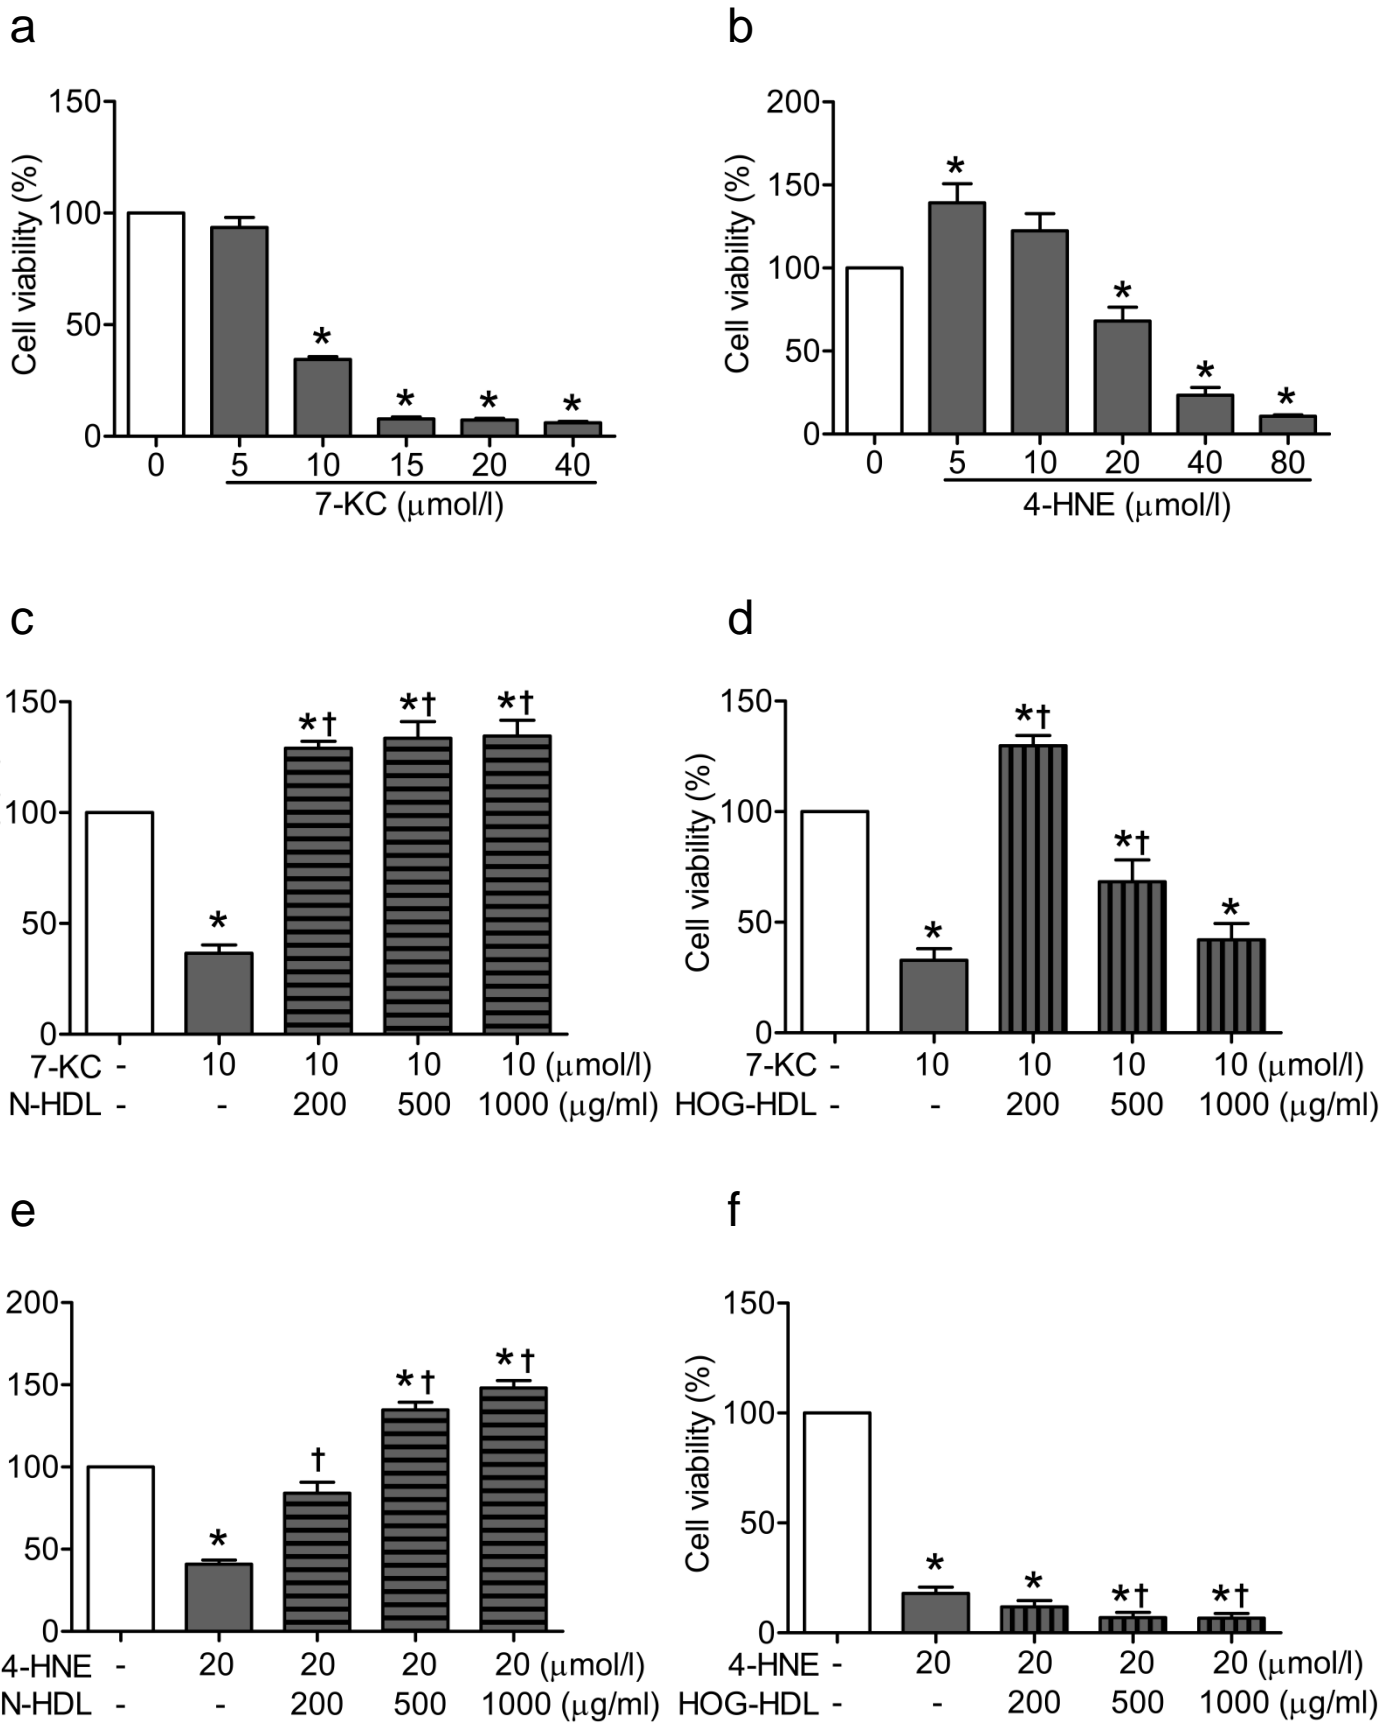 a
150
100
50
0
Cell viability (%)
*
*
*
*
0 5 10 15 20 40
7-KC (μmol/l)
b
200
150
100
50
0
Cell viability (%)
*
*
*
*
0 5 10 20 40 80
4-HNE (μmol/l)
c
150
100
50
0
*
*†
*†
*†
7-KC - 10 10 10 10 (μmol/l)
N-HDL - - 200 500 1000 (μg/ml)
d
150
100
50
0
Cell viability (%)
*
*†
*†
*
7-KC - 10 10 10 10 (μmol/l)
HOG-HDL - - 200 500 1000 (μg/ml)
e
200
150
100
50
0
*
†
*†
*†
4-HNE - 20 20 20 20 (μmol/l)
N-HDL - - 200 500 1000 (μg/ml)
f
150
100
50
0
Cell viability (%)
*
*
*†
*†
4-HNE - 20 20 20 20 (μmol/l)
HOG-HDL - - 200 500 1000 (μg/ml)